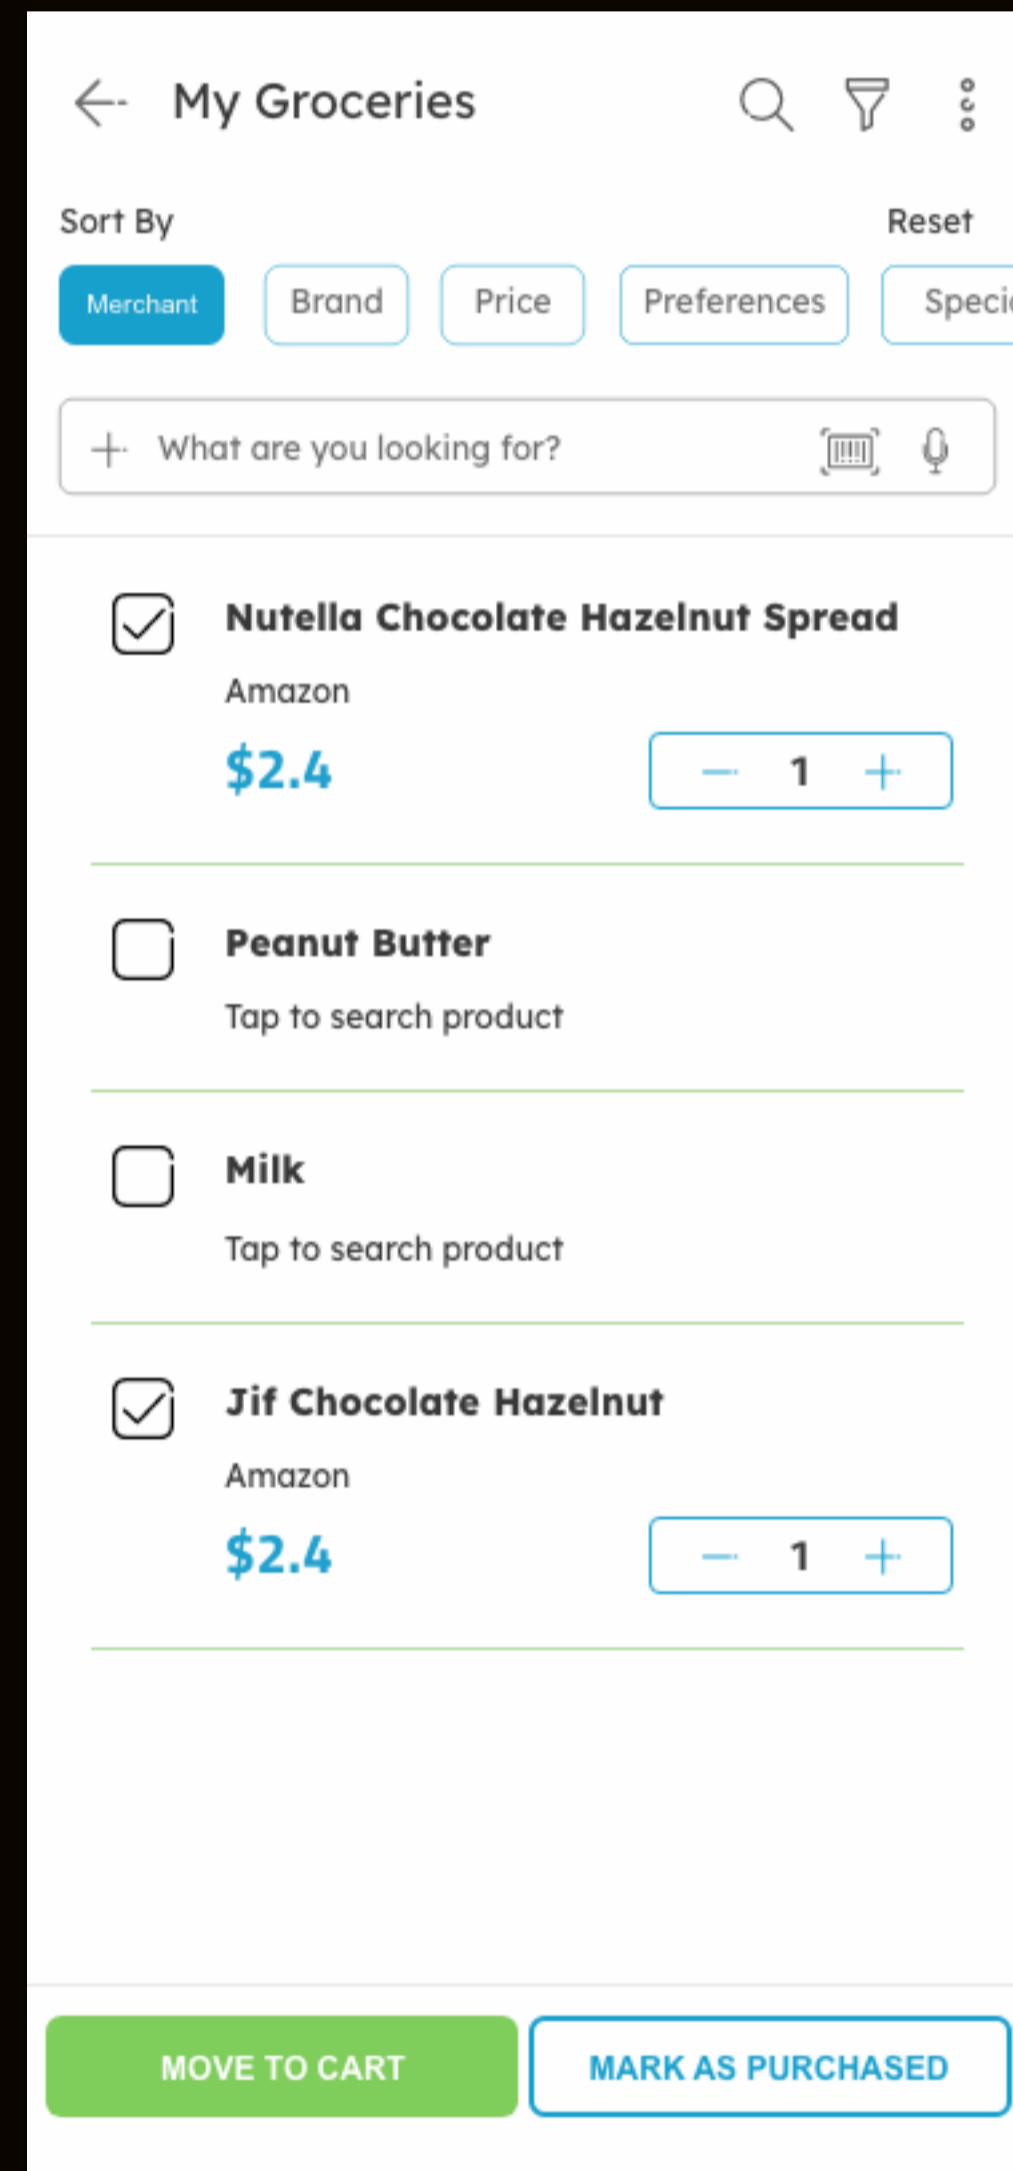 My Groceries
Sort By Reset
Merchant Brand Price Preferences Specic
What are you looking for?
Nutella Chocolate Hazelnut Spread
Amazon
$2.4 1
Peanut Butter
Tap to search product
Milk
Tap to search product
Jif Chocolate Hazelnut
Amazon
$2.4 1
MOVE TO CART MARK AS PURCHASED